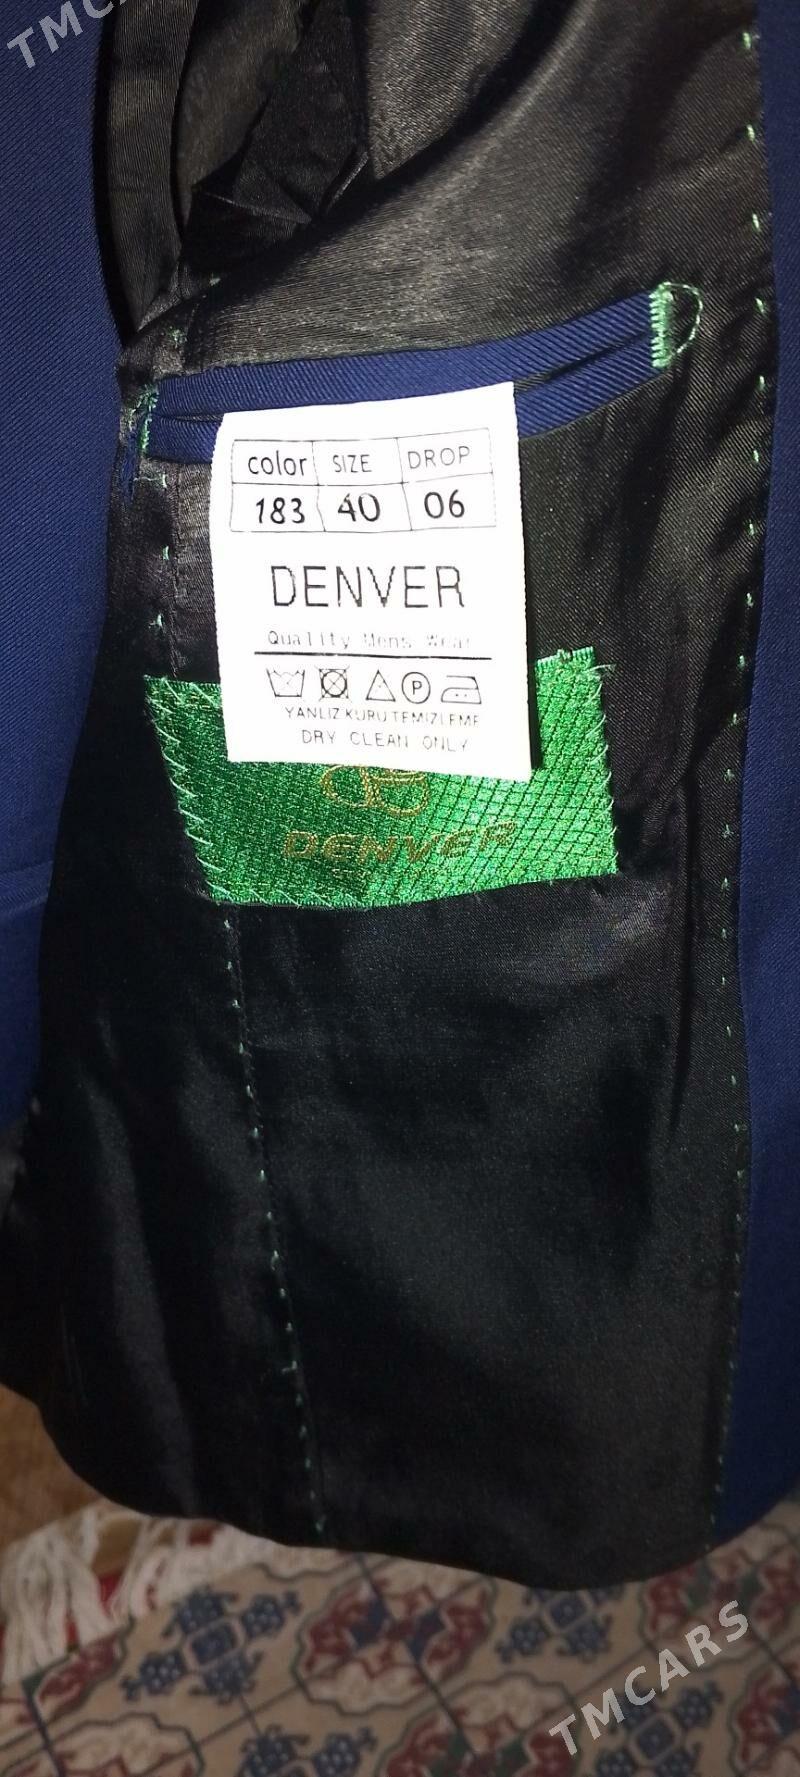 TMCARS
color SIZE DROP
183 40 06
DENVER
Quality Mens Wear
P
YANLIZ KURU TEMIZLEME
DRY CLEAN ONLY
DENVER
TMCARS